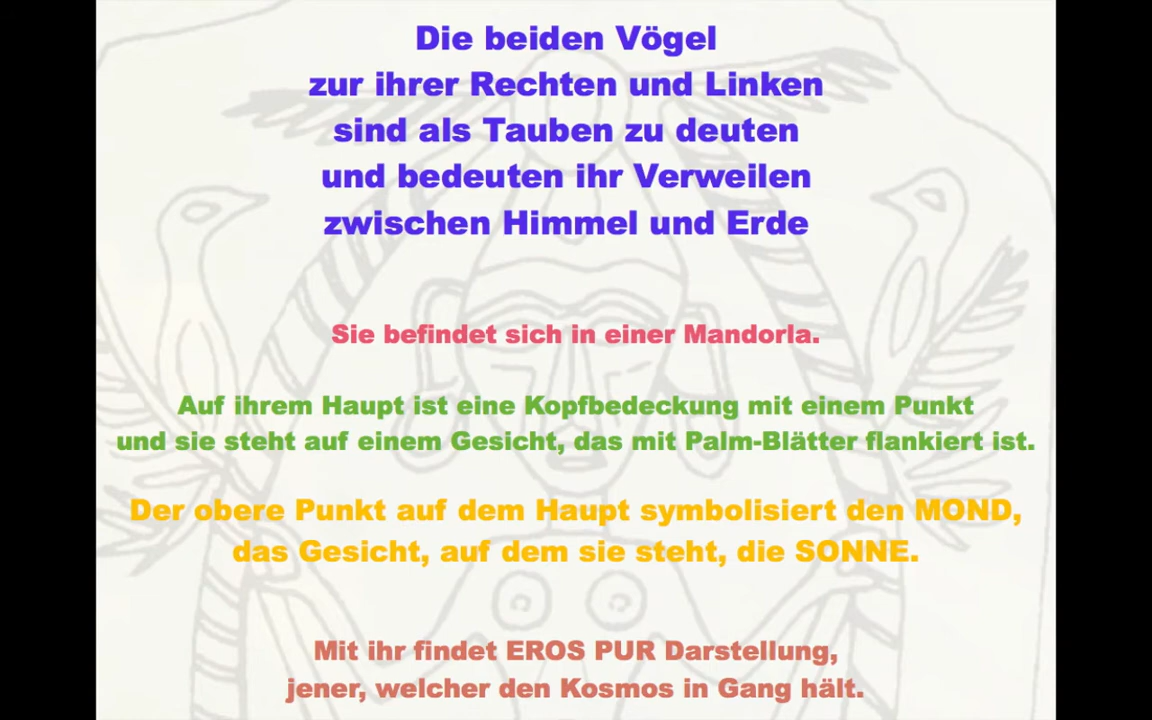 Die beiden Vögel
zur ihrer Rechten und Linken
sind als Tauben zu deuten
und bedeuten ihr Verweilen
zwischen Himmel und Erde
Sie befindet sich in einer Mandorla.
Auf ihrem Haupt ist eine Kopfbedeckung mit einem Punkt
und sie steht auf einem Gesicht, das mit Palm-Blätter flankiert ist.
Der obere Punkt auf dem Haupt symbolisiert den MOND,
das Gesicht, auf dem sie steht, die SONNE.
Mit ihr findet EROS PUR Darstellung,
jener, welcher den Kosmos in Gang hält.